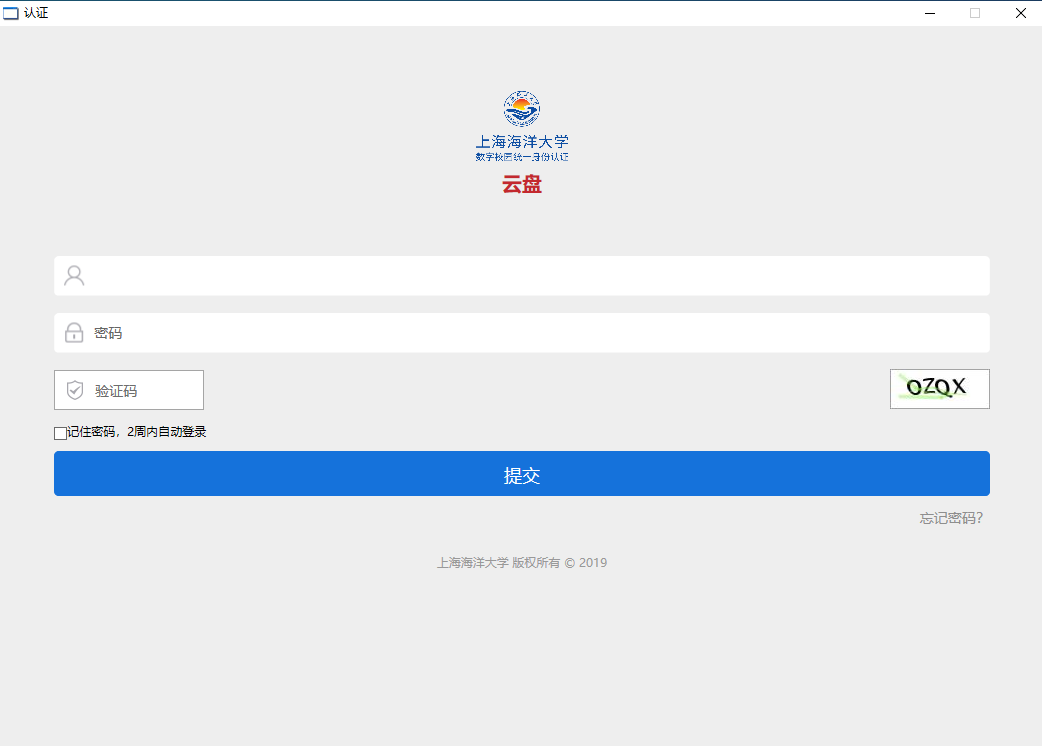 认证
上海海洋大学
数字校园统一身份认证
云盘
密码
验证码
OZQX
记住密码，2周内自动登录
提交
忘记密码?
上海海洋大学 版权所有 © 2019